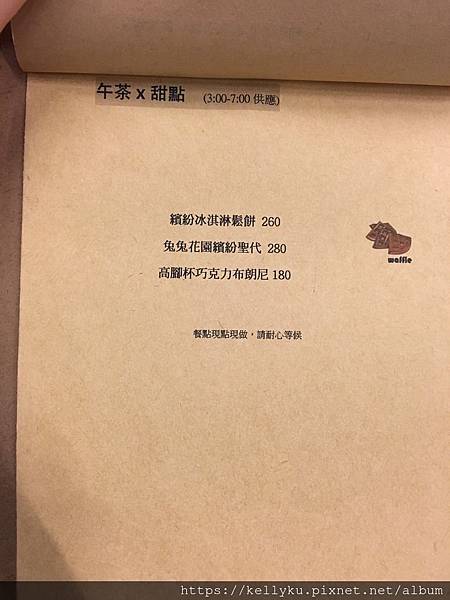 午茶 x 甜點 (3:00-7:00 供應)
繽紛冰淇淋鬆餅 260
兔兔花園繽紛聖代 280
高腳杯巧克力布朗尼 180
waffle
餐點現點現做，請耐心等候
https://kellyku.pixnet.net/album